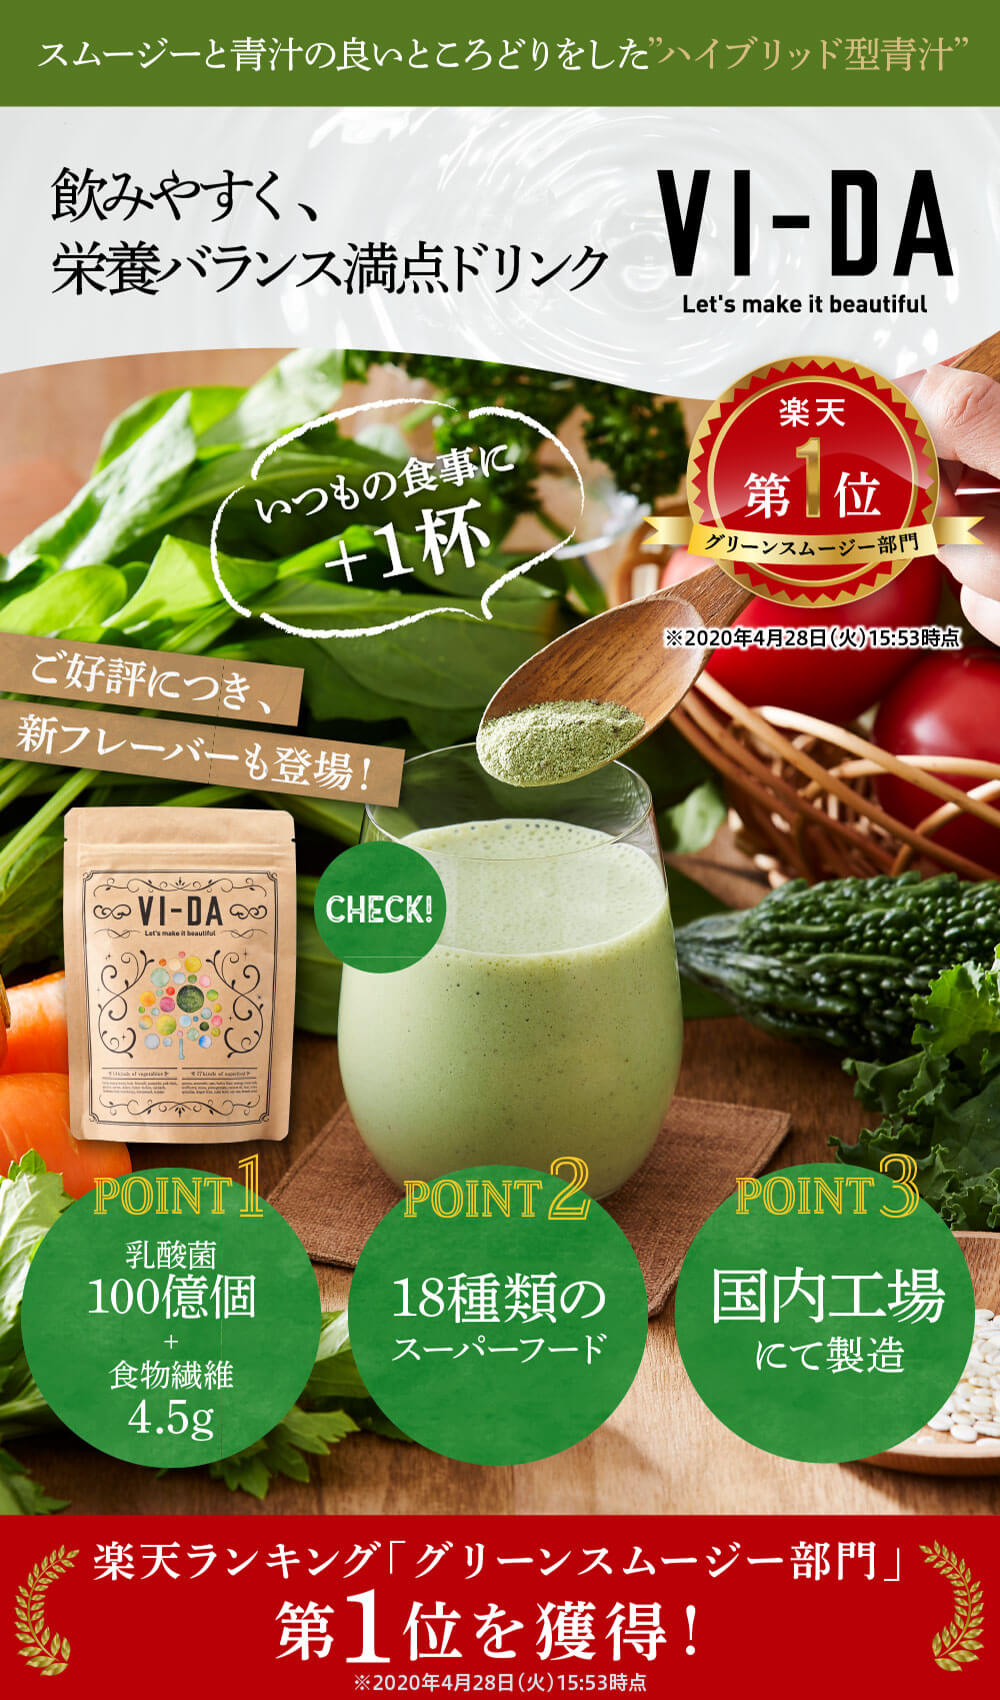 スムージーと青汁の良いところどりをした”ハイブリッド型青汁”
飲みやすく、
栄養バランス満点ドリンク
VI-DA
Let's make it beautiful
楽天
第1位
グリーンスムージー部門
※2020年4月28日(火)15:53時点
いつもの食事に
+1杯
ご好評につき、
新フレーバーも登場!
VI-DA
Let's make it beautiful
CHECK!
POINT 1
乳酸菌
100億個
+
食物繊維
4.5g
POINT 2
18種類の
スーパーフード
POINT 3
国内工場
にて製造
楽天ランキング「グリーンスムージー部門」
第1位を獲得!
※2020年4月28日(火)15:53時点